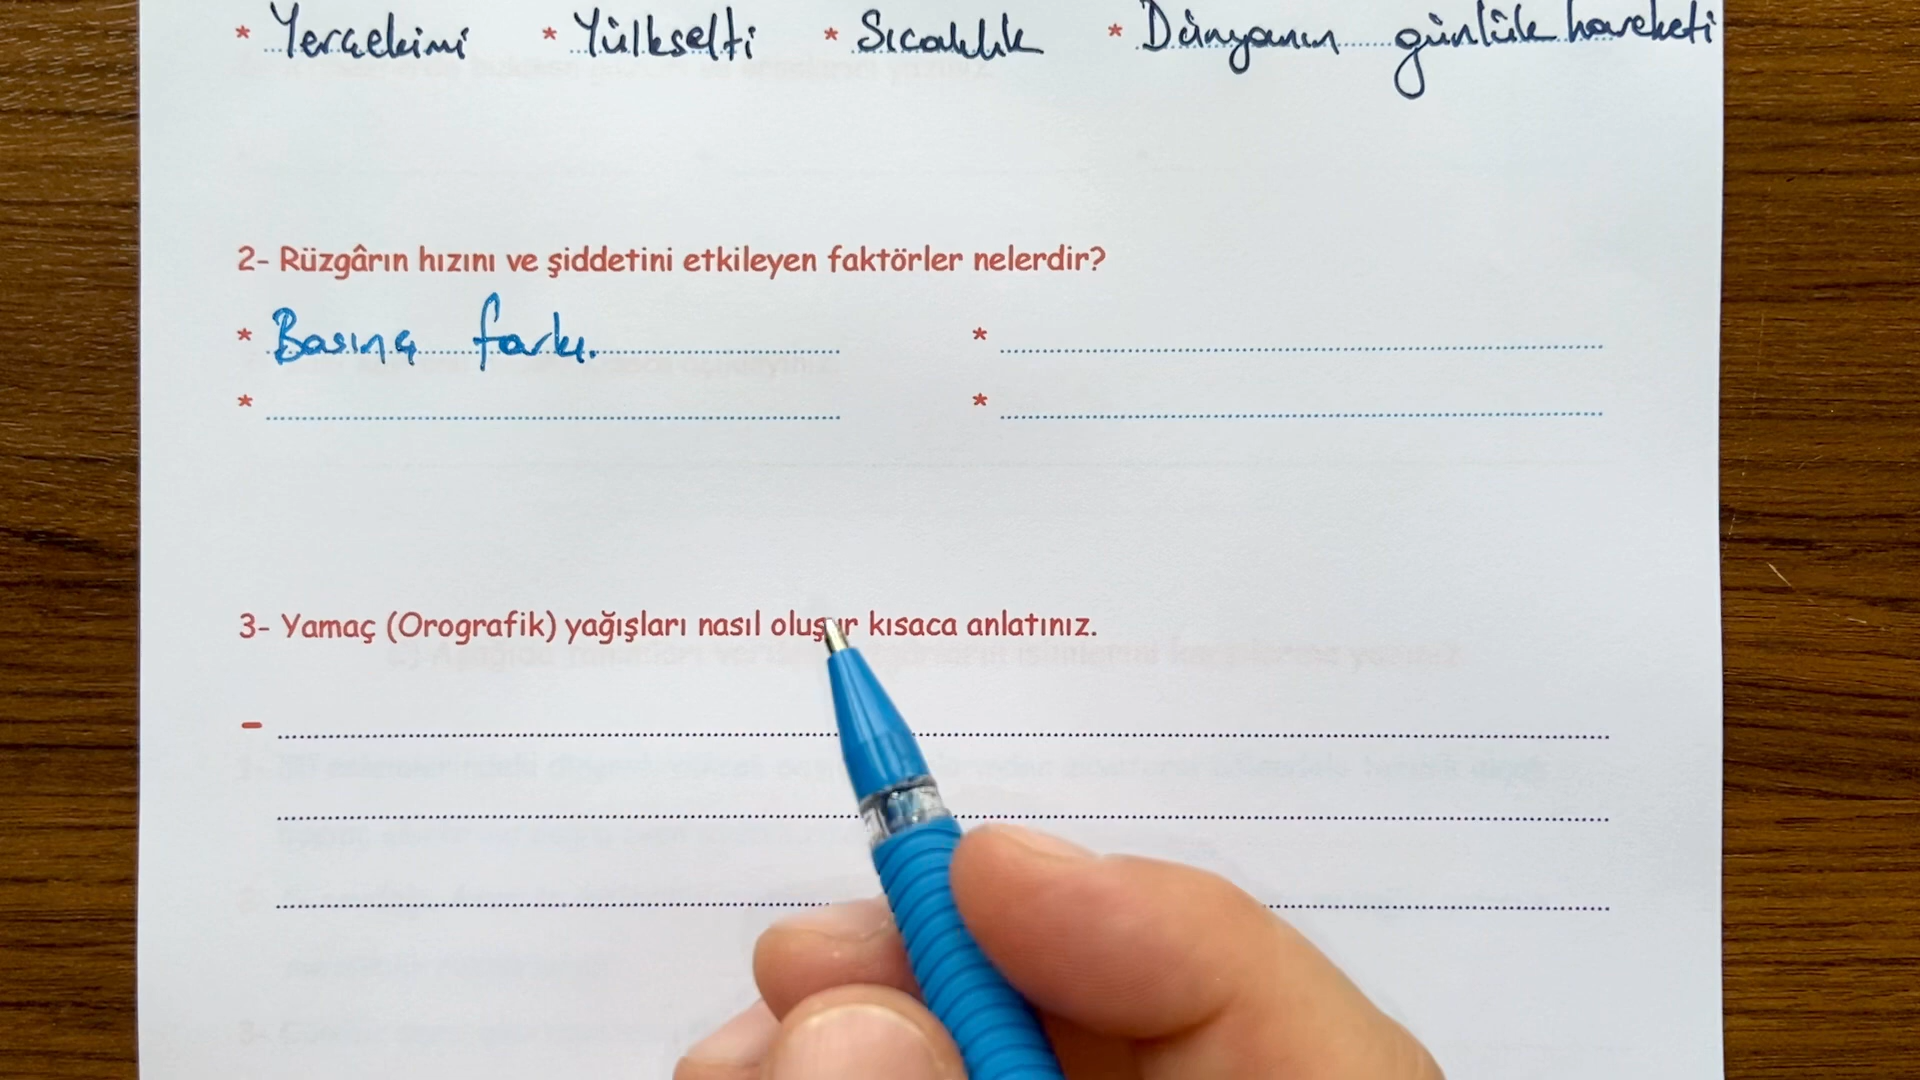 * Yerçekimi * Yükselti * Sıcaklık * Dünyanın günlük hareketi
2- Rüzgârın hızını ve şiddetini etkileyen faktörler nelerdir?
* Basınç farkı. *
* *
3- Yamaç (Orografik) yağışları nasıl oluşur kısaca anlatınız.
-